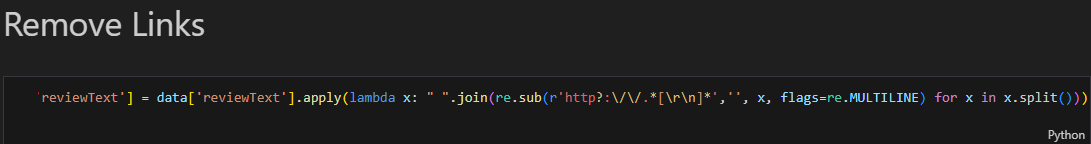 Remove Links
'reviewText'] = data['reviewText'].apply(lambda x: " ".join(re.sub(r'http?:\/\/.*[\r\n]*','', x, flags=re.MULTILINE) for x in x.split()))
Python